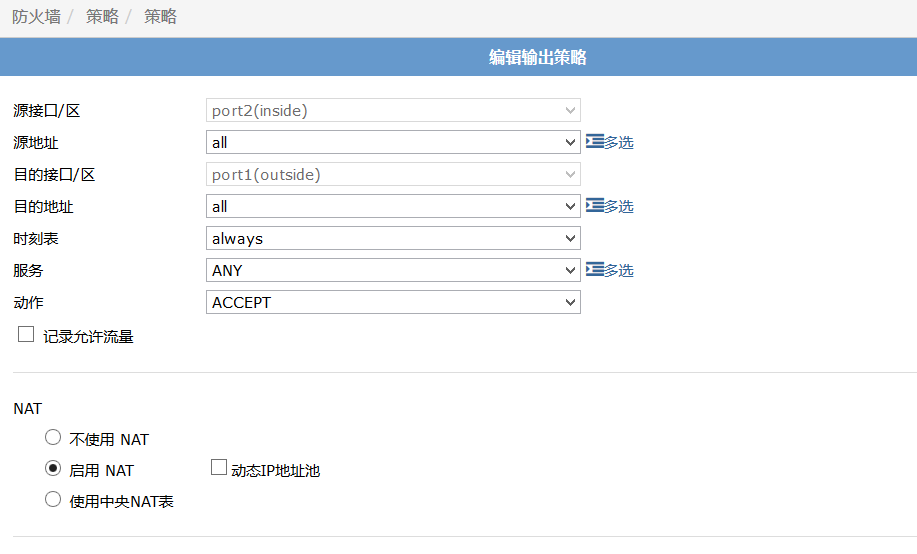 防火墙 / 策略 / 策略
编辑输出策略
源接口/区 port2(inside)
源地址 all 多选
目的接口/区 port1(outside)
目的地址 all 多选
时刻表 always
服务 ANY 多选
动作 ACCEPT
记录允许流量
NAT
不使用 NAT
启用 NAT 动态IP地址池
使用中央NAT表